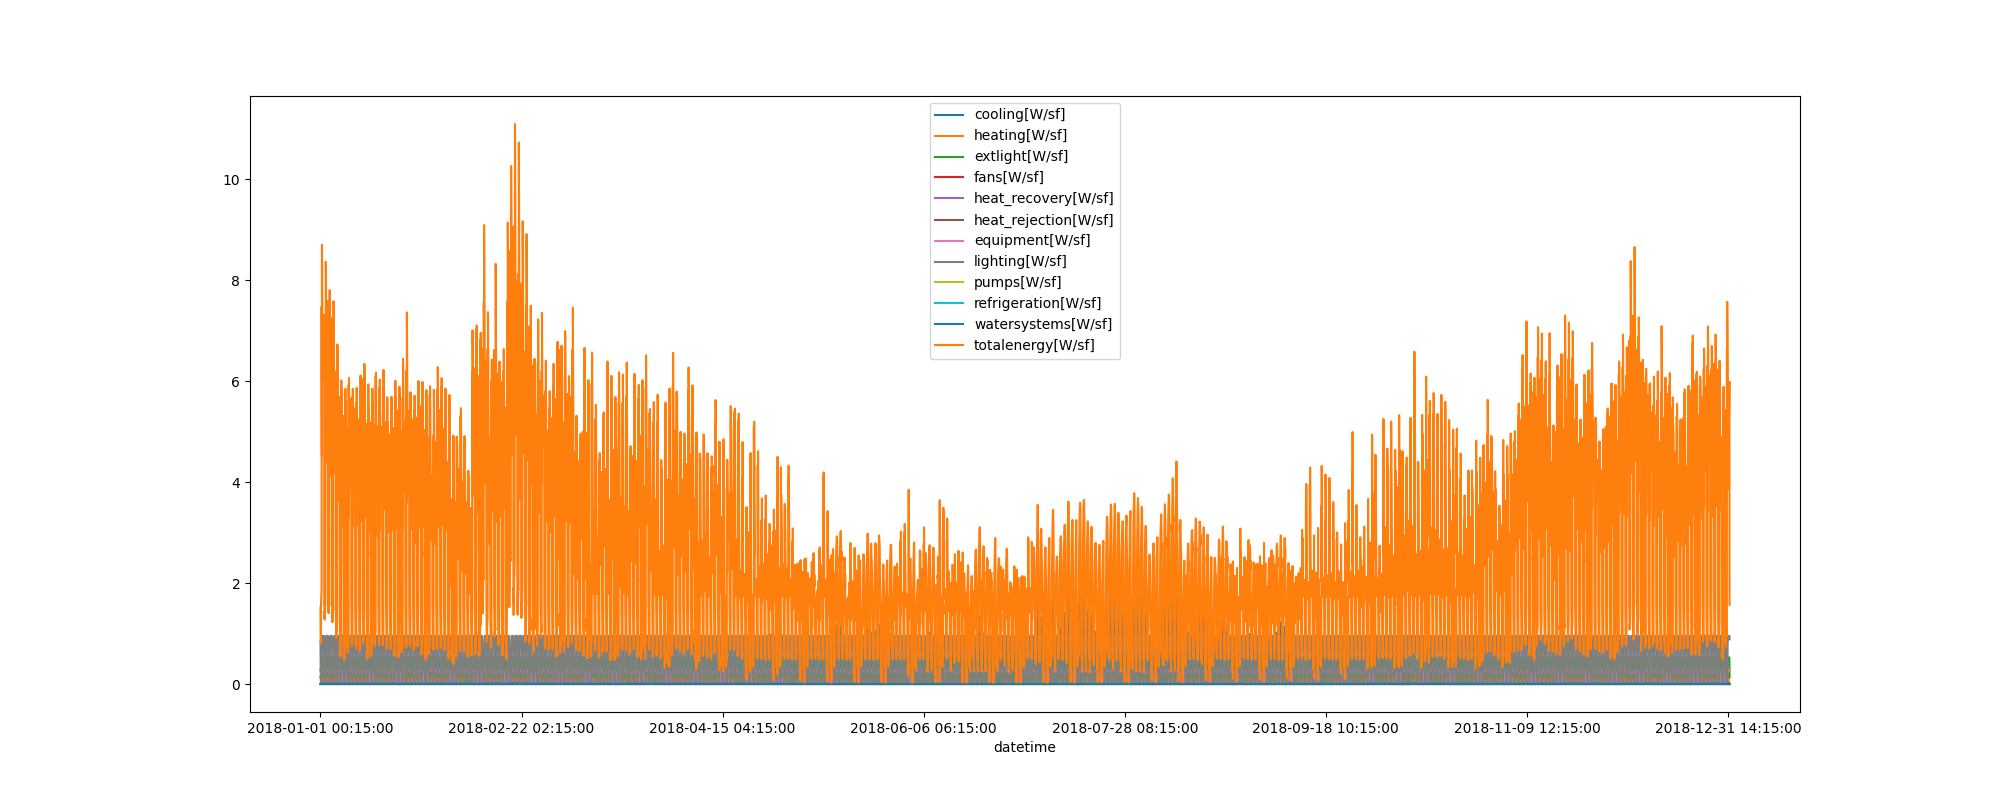 cooling[W/sf]
heating[W/sf]
extlight[W/sf]
fans[W/sf]
heat_recovery[W/sf]
heat_rejection[W/sf]
equipment[W/sf]
lighting[W/sf]
pumps[W/sf]
refrigeration[W/sf]
watersystems[W/sf]
totalenergy[W/sf]
10
8
6
4
2
0
2018-01-01 00:15:00 2018-02-22 02:15:00 2018-04-15 04:15:00 2018-06-06 06:15:00 2018-07-28 08:15:00 2018-09-18 10:15:00 2018-11-09 12:15:00 2018-12-31 14:15:00
datetime